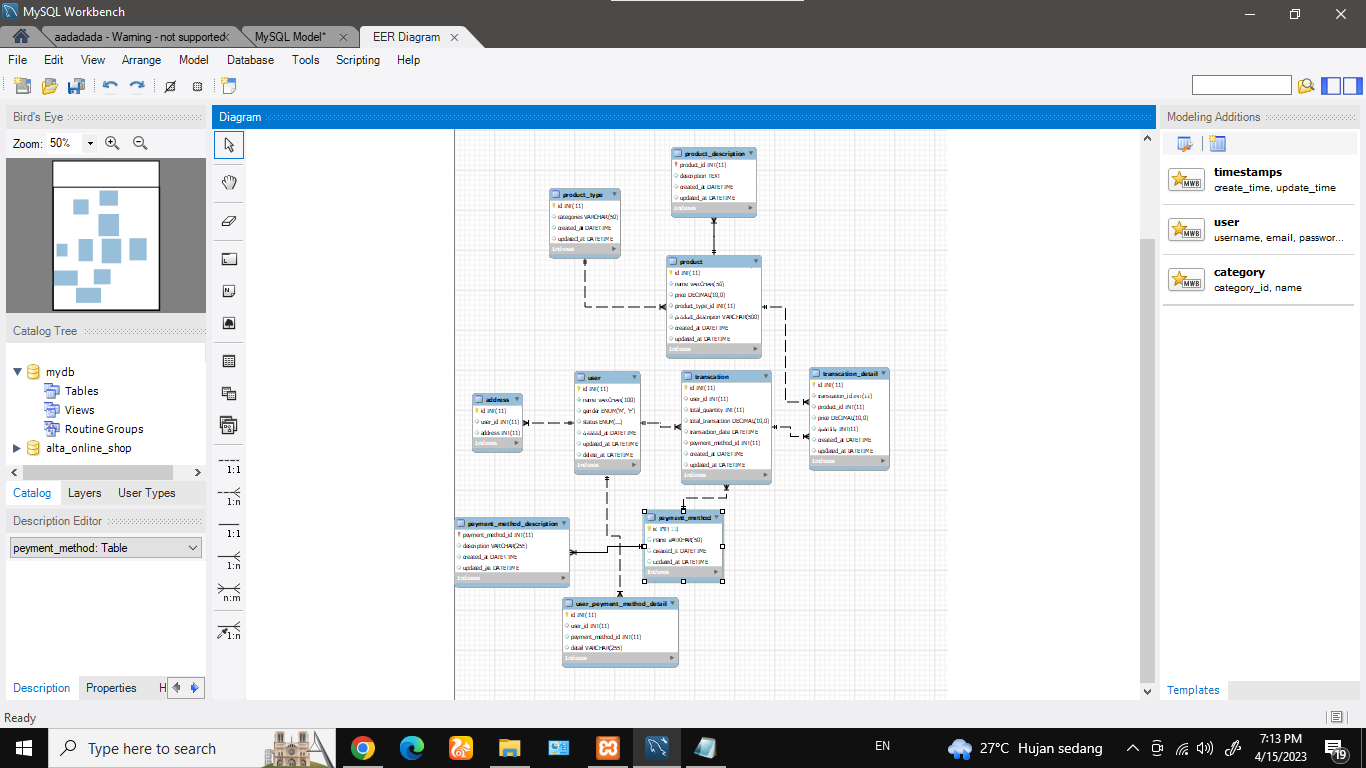 MySQL Workbench
aadadada - Warning - not supported
MySQL Model*
EER Diagram
File Edit View Arrange Model Database Tools Scripting Help
Bird's Eye
Zoom: 50%
Catalog Tree
mydb
Tables
Views
Routine Groups
alta_online_shop
Catalog Layers User Types
Description Editor
payment_method: Table
Description Properties H
Diagram
1:1
1:n
1:1
1:n
n:m
1:n
product_description
product_id INT(11)
description TEXT
created_at DATETIME
updated_at DATETIME
Indexes
product_type
id INT(11)
categories VARCHAR(50)
created_at DATETIME
updated_at DATETIME
Indexes
product
id INT(11)
name VARCHAR(50)
price DECIMAL(10,0)
product_type_id INT(11)
product_description VARCHAR(500)
created_at DATETIME
updated_at DATETIME
Indexes
address
id INT(11)
user_id INT(11)
address INT(11)
Indexes
user
id INT(11)
name VARCHAR(100)
gender ENUM('M', 'F')
status ENUM(...)
created_at DATETIME
updated_at DATETIME
delete_at DATETIME
Indexes
transcation
id INT(11)
user_id INT(11)
total_quantity INT(11)
total_transaction DECIMAL(10,0)
transaction_date DATETIME
payment_method_id INT(11)
created_at DATETIME
updated_at DATETIME
Indexes
transcation_detail
id INT(11)
transation_id INT(11)
product_id INT(11)
price DECIMAL(10,0)
quantity INT(11)
created_at DATETIME
updated_at DATETIME
Indexes
payment_method_description
payment_method_id INT(11)
description VARCHAR(255)
created_at DATETIME
updated_ate DATETIME
Indexes
payment_method
id INT(11)
name VARCHAR(50)
created_at DATETIME
updated_at DATETIME
Indexes
user_payment_method_detail
id INT(11)
user_id INT(11)
payment_method_id INT(11)
detail VARCHAR(255)
Indexes
Modeling Additions
timestamps
create_time, update_time
user
username, email, passwor...
category
category_id, name
Templates
Ready
Type here to search
EN
27°C Hujan sedang
7:13 PM
4/15/2023
19